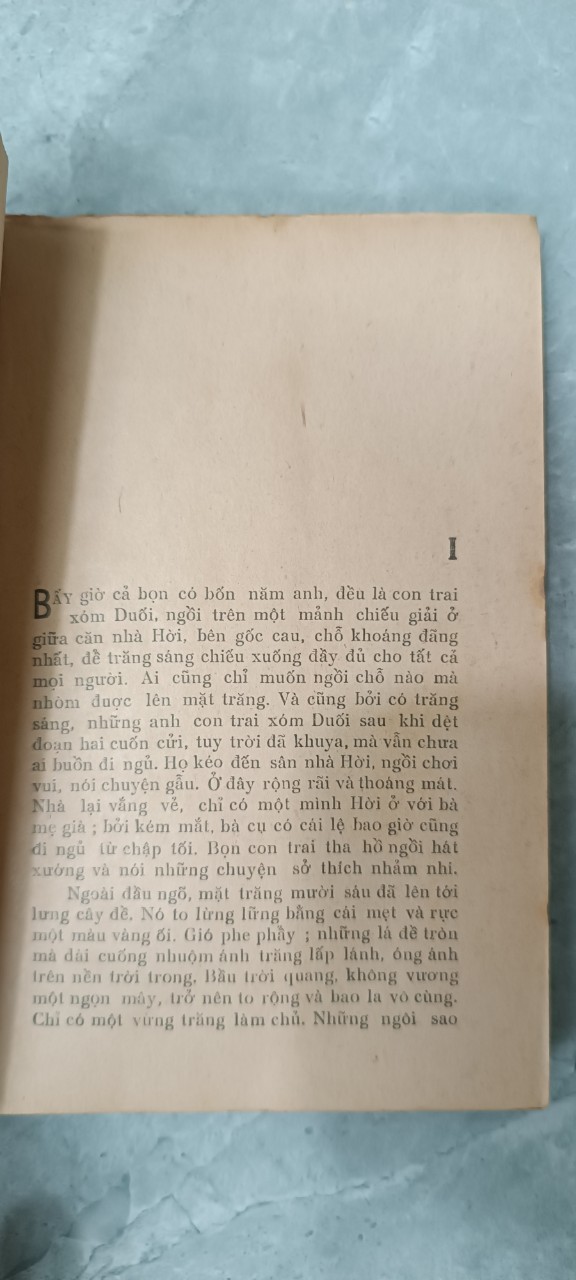 I
BẤY giờ cả bọn có bốn năm anh, đều là con trai
xóm Duối, ngồi trên một mảnh chiếu giải ở
giữa căn nhà Hời, bên gốc cau, chỗ khoảng đãng
nhất, để trăng sáng chiếu xuống đầy đủ cho tất cả
mọi người. Ai cũng chỉ muốn ngồi chỗ nào mà
nhòm được lên mặt trăng. Và cũng bởi có trăng
sáng, những anh con trai xóm Duối sau khi dệt
đoạn hai cuốn cửi, tuy trời đã khuya, mà vẫn chưa
ai buồn đi ngủ. Họ kéo đến sân nhà Hời, ngồi chơi
vui, nói chuyện gẫu. Ở đây rộng rãi và thoáng mát.
Nhà lại vắng vẻ, chỉ có một mình Hời ở với bà
mẹ già ; bởi kém mắt, bà cụ có cái lệ bao giờ cũng
đi ngủ từ chập tối. Bọn con trai tha hồ ngồi hát
xướng và nói những chuyện sở thích nhảm nhí.
Ngoài đầu ngõ, mặt trăng mười sáu đã lên tới
lưng cây đề. Nó to lừng lững bằng cái mẹt và rực
một màu vàng ối. Gió phe phẩy ; những lá đề tròn
mà dài cuống nhuộm ánh trăng lấp lánh, óng ánh
trên nền trời trong, Bầu trời quang, không vương
một ngọn mây, trở nên to rộng và bao la vô cùng.
Chỉ có một vừng trăng làm chủ. Những ngôi sao